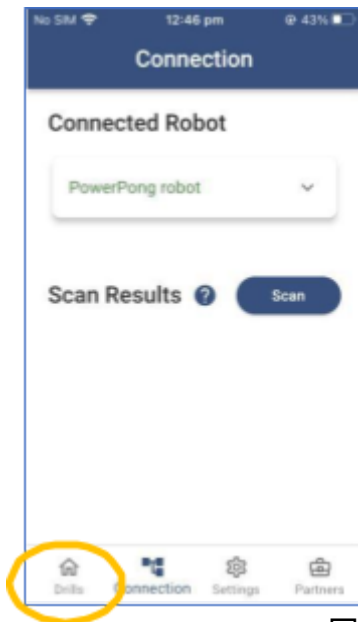 No SIM 12:46 pm 43%
Connection
Connected Robot
PowerPong robot
Scan Results ? Scan
Drills Connection Settings Partners